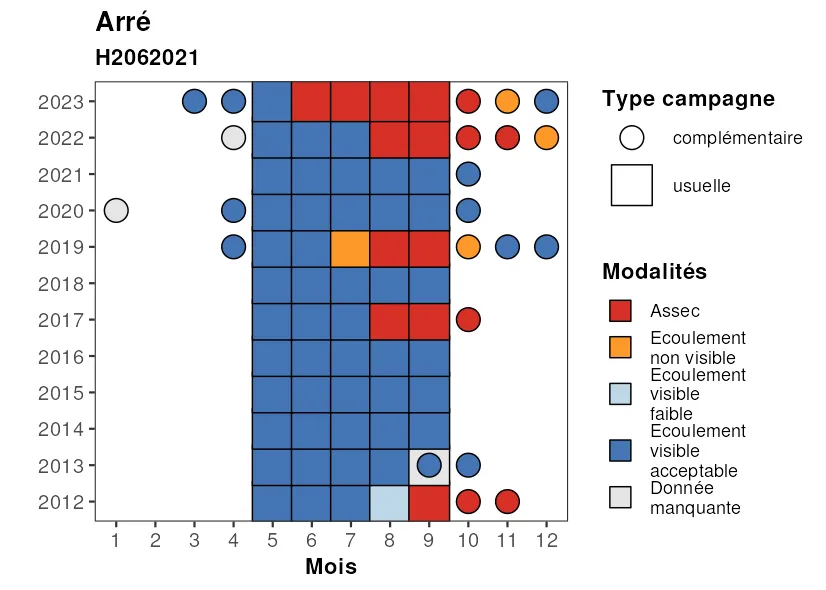 Arré
H2062021
2023
2022
2021
2020
2019
2018
2017
2016
2015
2014
2013
2012
1 2 3 4 5 6 7 8 9 10 11 12
Mois
Type campagne
complémentaire
usuelle
Modalités
Assec
Ecoulement
non visible
Ecoulement
visible
faible
Ecoulement
visible
acceptable
Donnée
manquante